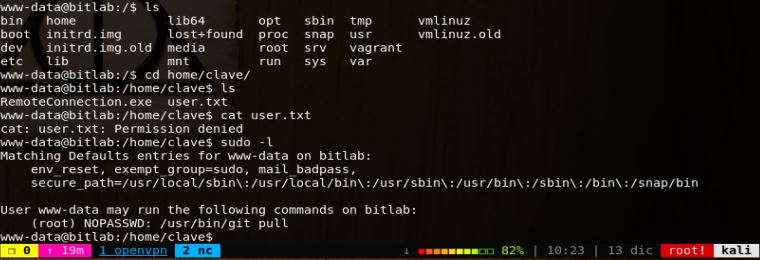 www-data@bitlab:/$ ls
bin   home            lib64       opt   sbin  tmp      vmlinuz
boot  initrd.img      lost+found  proc  snap  usr      vmlinuz.old
dev   initrd.img.old  media       root  srv   vagrant
etc   lib             mnt         run   sys   var
www-data@bitlab:/$ cd home/clave/
www-data@bitlab:/home/clave$ ls
RemoteConnection.exe  user.txt
www-data@bitlab:/home/clave$ cat user.txt
cat: user.txt: Permission denied
www-data@bitlab:/home/clave$ sudo -l
Matching Defaults entries for www-data on bitlab:
    env_reset, exempt_group=sudo, mail_badpass,
    secure_path=/usr/local/sbin\:/usr/local/bin\:/usr/sbin\:/usr/bin\:/sbin\:/bin\:/snap/bin

User www-data may run the following commands on bitlab:
    (root) NOPASSWD: /usr/bin/git pull
www-data@bitlab:/home/clave$
❐ 0 ↑ 19m 1 openvpn 2 nc ↓ 82% | 10:23 | 13 dic root! kali